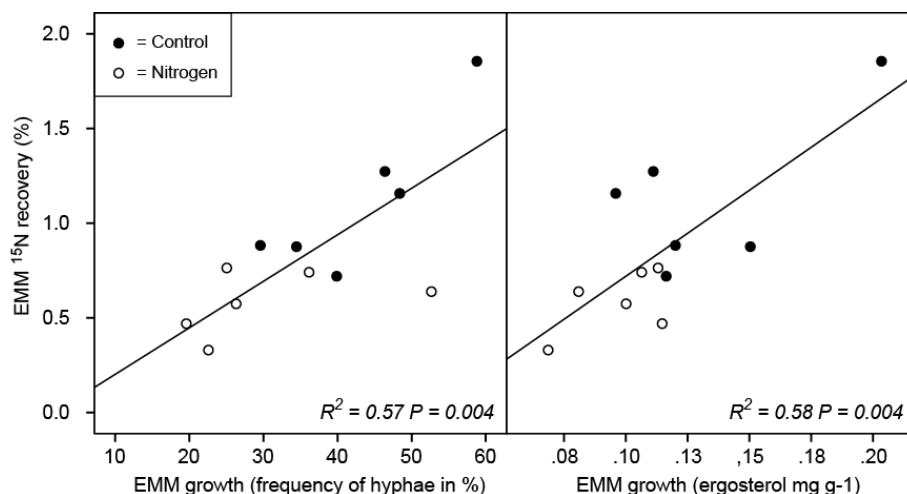 2.0
● = Control
○ = Nitrogen
1.5
1.0
0.5
0.0
EMM ¹⁵N recovery (%)
R² = 0.57 P = 0.004
R² = 0.58 P = 0.004
10 20 30 40 50 60
.08 .10 .13 ,15 .18 .20
EMM growth (frequency of hyphae in %)
EMM growth (ergosterol mg g-1)